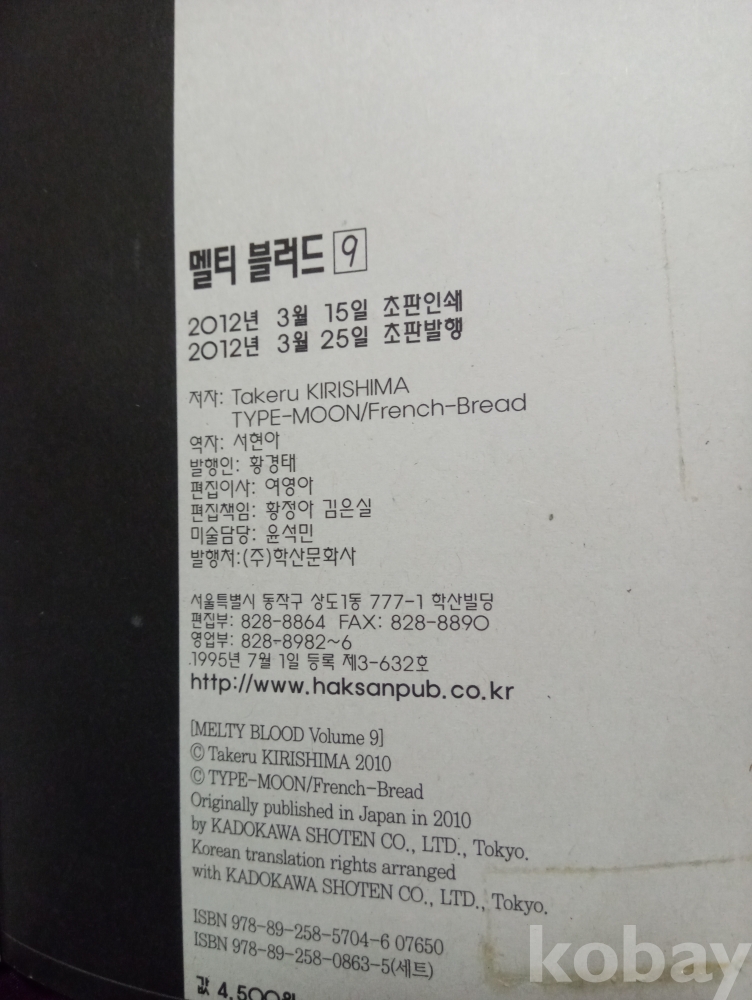 멜티 블러드 9
2012년 3월 15일 초판인쇄
2012년 3월 25일 초판발행
저자: Takeru KIRISHIMA
TYPE-MOON/French-Bread
역자: 서현아
발행인: 황경태
편집이사: 여영아
편집책임: 황정아 김은실
미술담당: 윤석민
발행처:(주)학산문화사
서울특별시 동작구 상도1동 777-1 학산빌딩
편집부: 828-8864 FAX: 828-8890
영업부: 828-8982~6
1995년 7월 1일 등록 제3-632호
http://www.haksanpub.co.kr
[MELTY BLOOD Volume 9]
© Takeru KIRISHIMA 2010
© TYPE-MOON/French-Bread
Originally published in Japan in 2010
by KADOKAWA SHOTEN CO., LTD., Tokyo.
Korean translation rights arranged
with KADOKAWA SHOTEN CO., LTD., Tokyo.
ISBN 978-89-258-5704-6 07650
ISBN 978-89-258-0863-5(세트)
값 4,500원
kobay